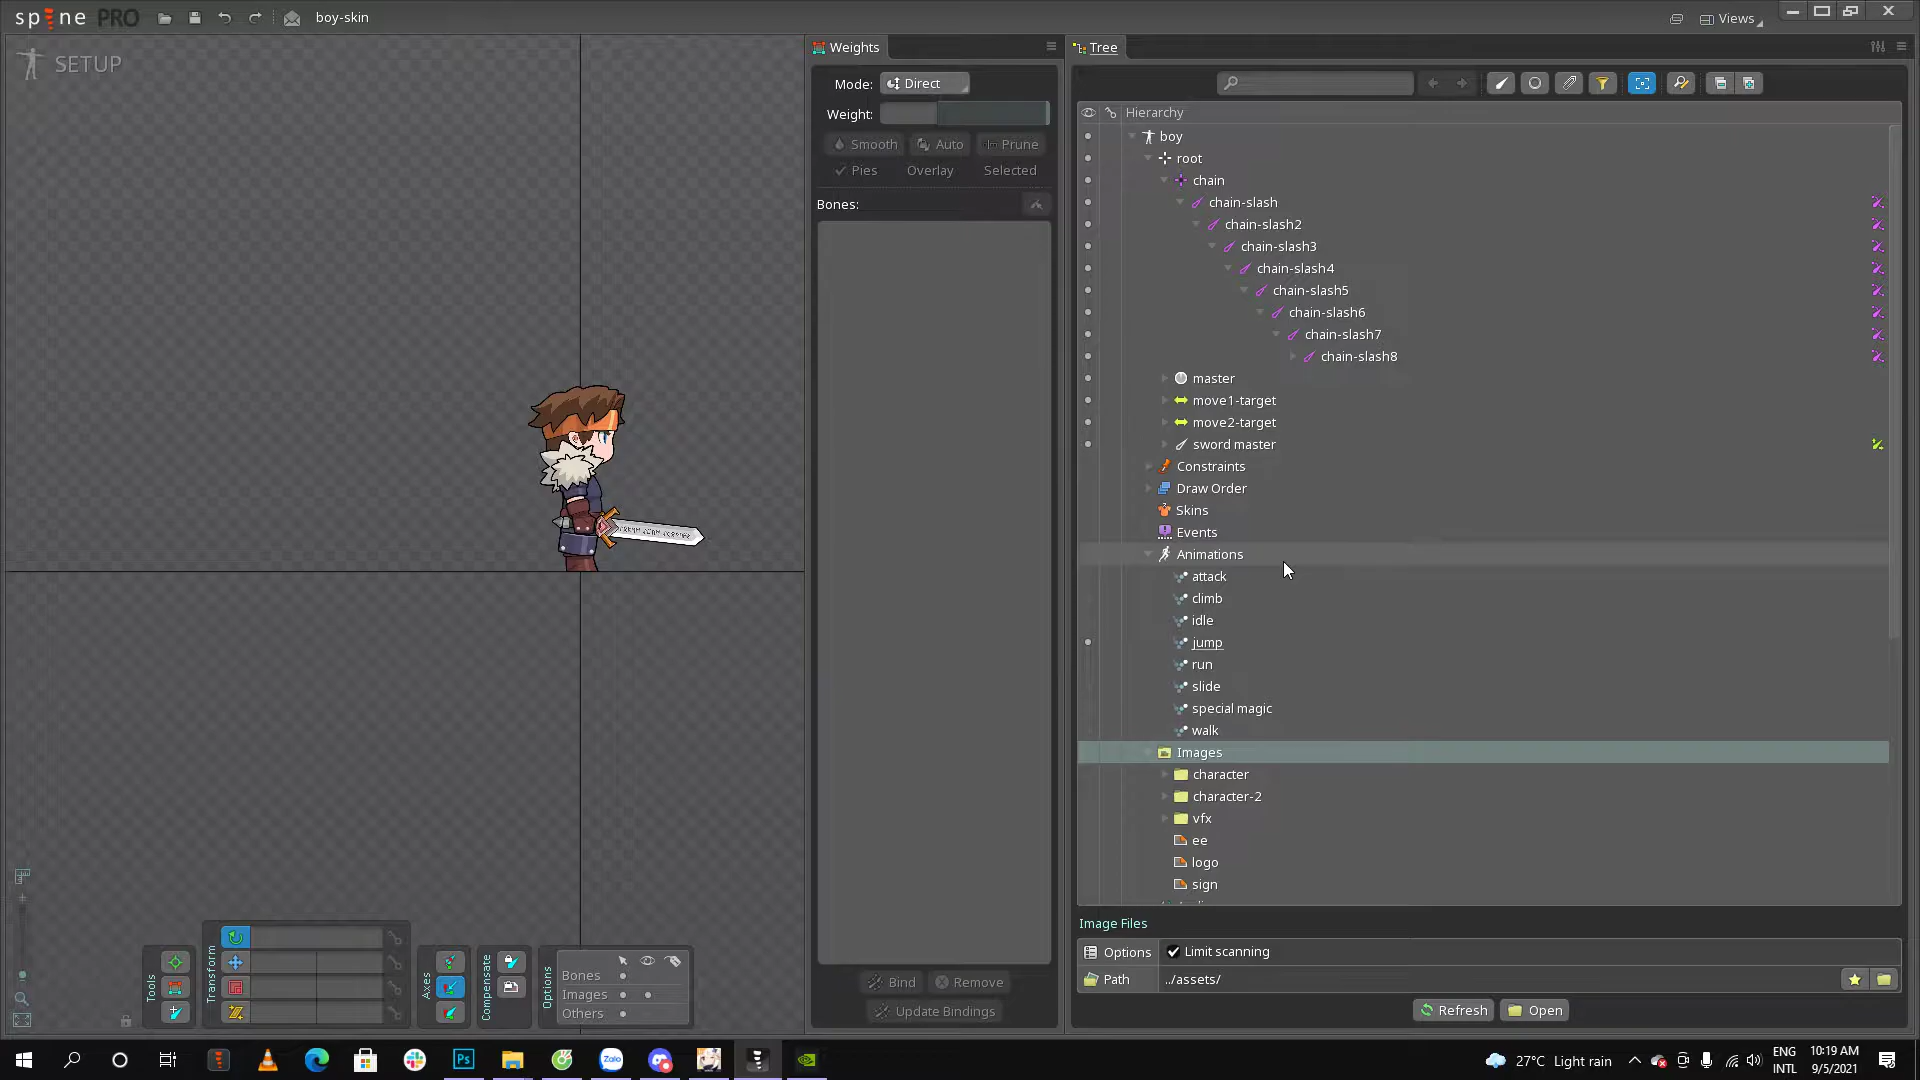 spine PRO
boy-skin
Views
SETUP
Weights
Mode:
Direct
Weight:
Smooth
Auto
Prune
Pies
Overlay
Selected
Bones:
Bind
Remove
Update Bindings
Tree
Hierarchy
boy
root
chain
chain-slash
chain-slash2
chain-slash3
chain-slash4
chain-slash5
chain-slash6
chain-slash7
chain-slash8
master
move1-target
move2-target
sword master
Constraints
Draw Order
Skins
Events
Animations
attack
climb
idle
jump
run
slide
special magic
walk
Images
character
character-2
vfx
ee
logo
sign
Image Files
Options
Limit scanning
Path
../assets/
Refresh
Open
Tools
Transform
Axes
Compensate
Options
Bones
Images
Others
Ps
Zalo
27°C Light rain
ENG
INTL
10:19 AM
9/5/2021